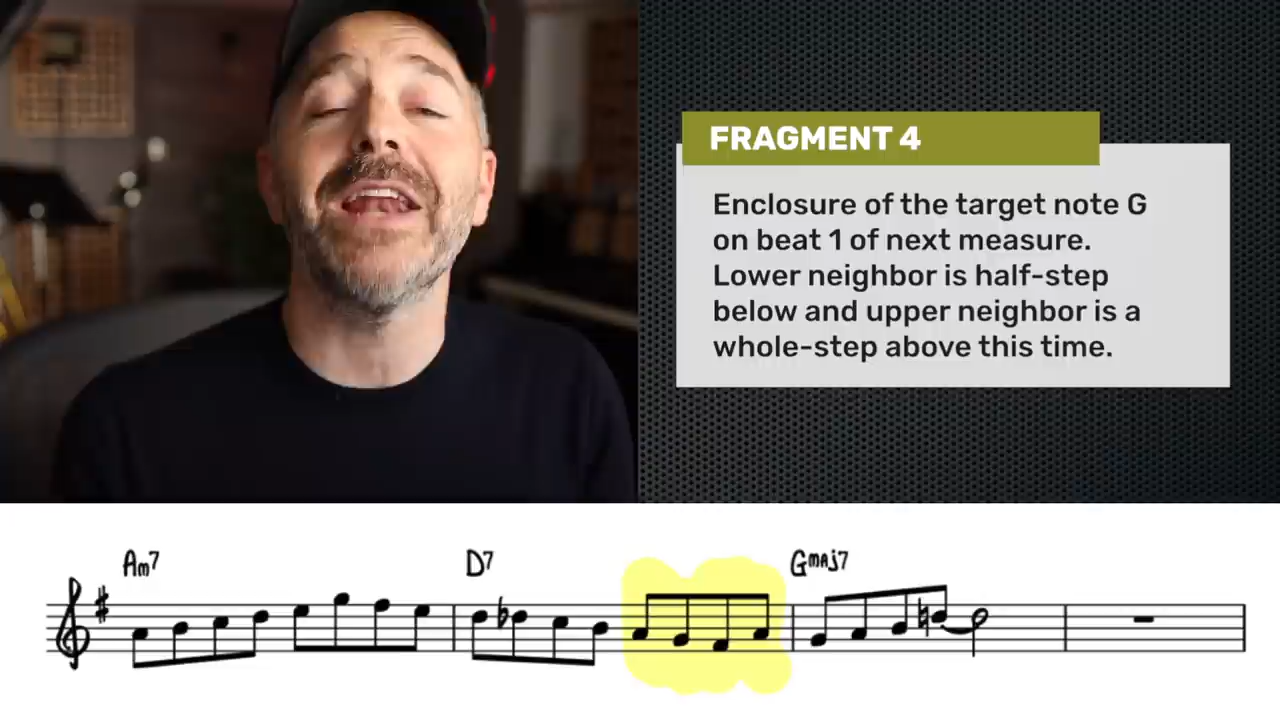 FRAGMENT 4
Enclosure of the target note G
on beat 1 of next measure.
Lower neighbor is half-step
below and upper neighbor is a
whole-step above this time.
Am7 D7 Gmaj7